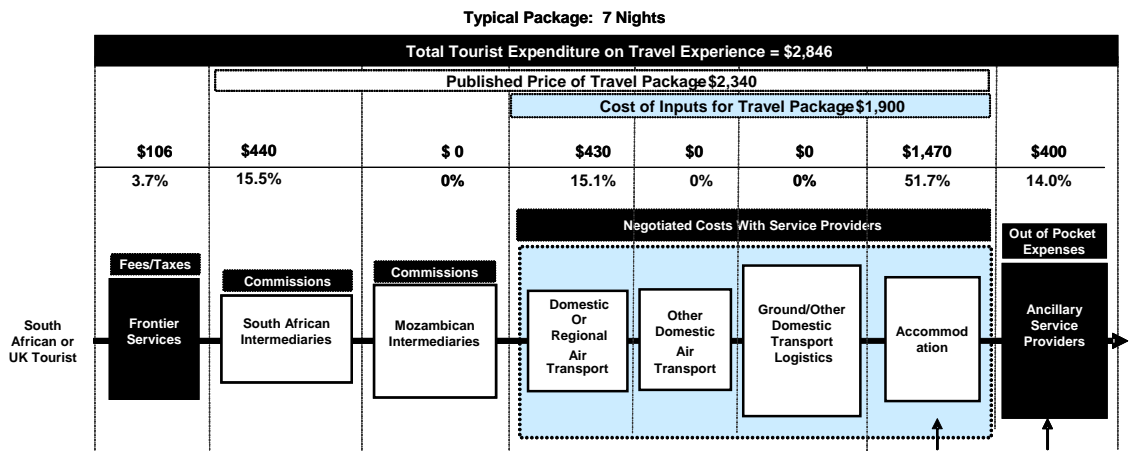 Typical Package: 7 Nights
Total Tourist Expenditure on Travel Experience = $2,846
Published Price of Travel Package - $2,340
Cost of Inputs for Travel Package - $1,900
$106 $440 $ 0 $430 $0 $0 $1,470 $400
3.7% 15.5% 0% 15.1% 0% 0% 51.7% 14.0%
Negotiated Costs With Service Providers
Out of Pocket
Expenses
Fees/Taxes
Commissions
Commissions
South
African or
UK Tourist
Frontier
Services
South African
Intermediaries
Mozambican
Intermediaries
Domestic
Or
Regional
Air
Transport
Other
Domestic
Air
Transport
Ground/Other
Domestic
Transport
Logistics
Accommod
ation
Ancillary
Service
Providers